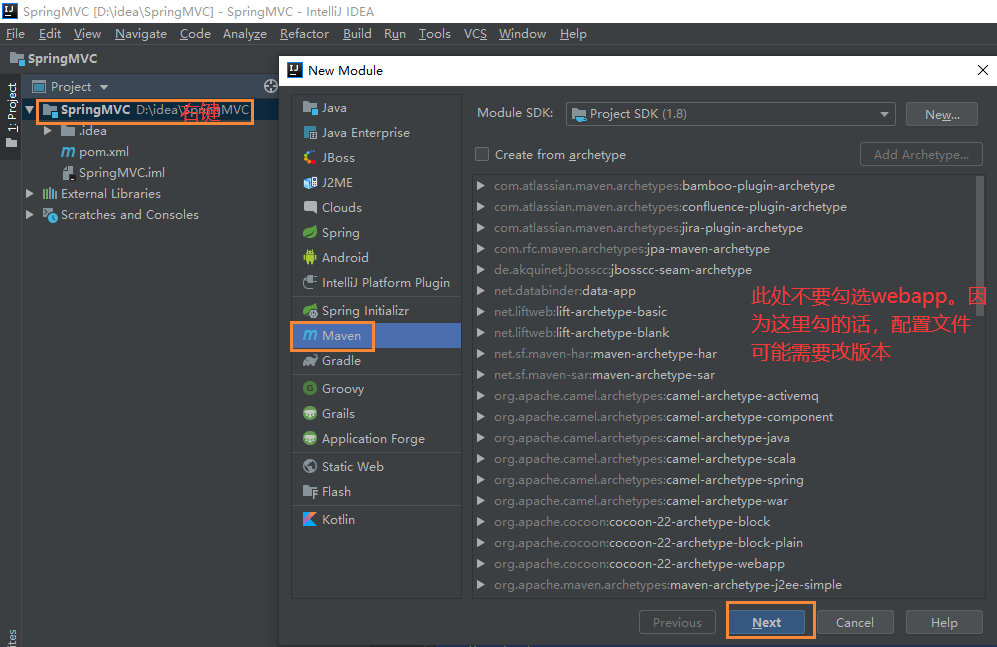 SpringMVC [D:\idea\SpringMVC] - SpringMVC - IntelliJ IDEA
File Edit View Navigate Code Analyze Refactor Build Run Tools VCS Window Help
SpringMVC
1: Project
Project
SpringMVC D:\idea\SpringMVC
右键
.idea
pom.xml
SpringMVC.iml
External Libraries
Scratches and Consoles
New Module
Java
Java Enterprise
JBoss
J2ME
Clouds
Spring
Android
IntelliJ Platform Plugin
Spring Initializr
Maven
Gradle
Groovy
Grails
Application Forge
Static Web
Flash
Kotlin
Module SDK: Project SDK (1.8) New...
Create from archetype Add Archetype...
com.atlassian.maven.archetypes:bamboo-plugin-archetype
com.atlassian.maven.archetypes:confluence-plugin-archetype
com.atlassian.maven.archetypes:jira-plugin-archetype
com.rfc.maven.archetypes:jpa-maven-archetype
de.akquinet.jbosscc:jbosscc-seam-archetype
net.databinder:data-app
net.liftweb:lift-archetype-basic
net.liftweb:lift-archetype-blank
net.sf.maven-har:maven-archetype-har
net.sf.maven-sar:maven-archetype-sar
org.apache.camel.archetypes:camel-archetype-activemq
org.apache.camel.archetypes:camel-archetype-component
org.apache.camel.archetypes:camel-archetype-java
org.apache.camel.archetypes:camel-archetype-scala
org.apache.camel.archetypes:camel-archetype-spring
org.apache.camel.archetypes:camel-archetype-war
org.apache.cocoon:cocoon-22-archetype-block
org.apache.cocoon:cocoon-22-archetype-block-plain
org.apache.cocoon:cocoon-22-archetype-webapp
org.apache.maven.archetypes:maven-archetype-j2ee-simple
此处不要勾选webapp。因
为这里勾的话，配置文件
可能需要改版本
Previous Next Cancel Help